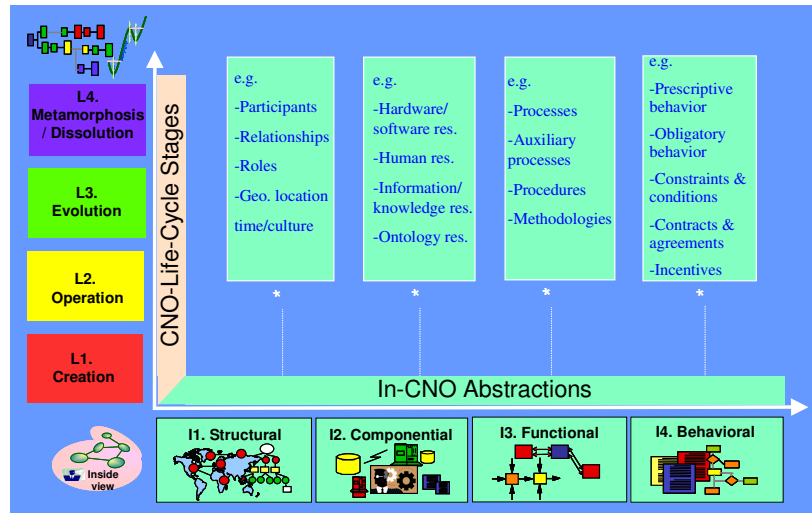 L4.
Metamorphosis
/ Dissolution
L3.
Evolution
L2.
Operation
L1.
Creation
CNO-Life-Cycle Stages
e.g.
-Participants
-Relationships
-Roles
-Geo. location
time/culture
*
e.g.
-Hardware/
software res.
-Human res.
-Information/
knowledge res.
-Ontology res.
*
e.g.
-Processes
-Auxiliary
processes
-Procedures
-Methodologies
*
e.g.
-Prescriptive
behavior
-Obligatory
behavior
-Constraints &
conditions
-Contracts &
agreements
-Incentives
*
In-CNO Abstractions
Inside
view
I1. Structural
I2. Componential
I3. Functional
I4. Behavioral